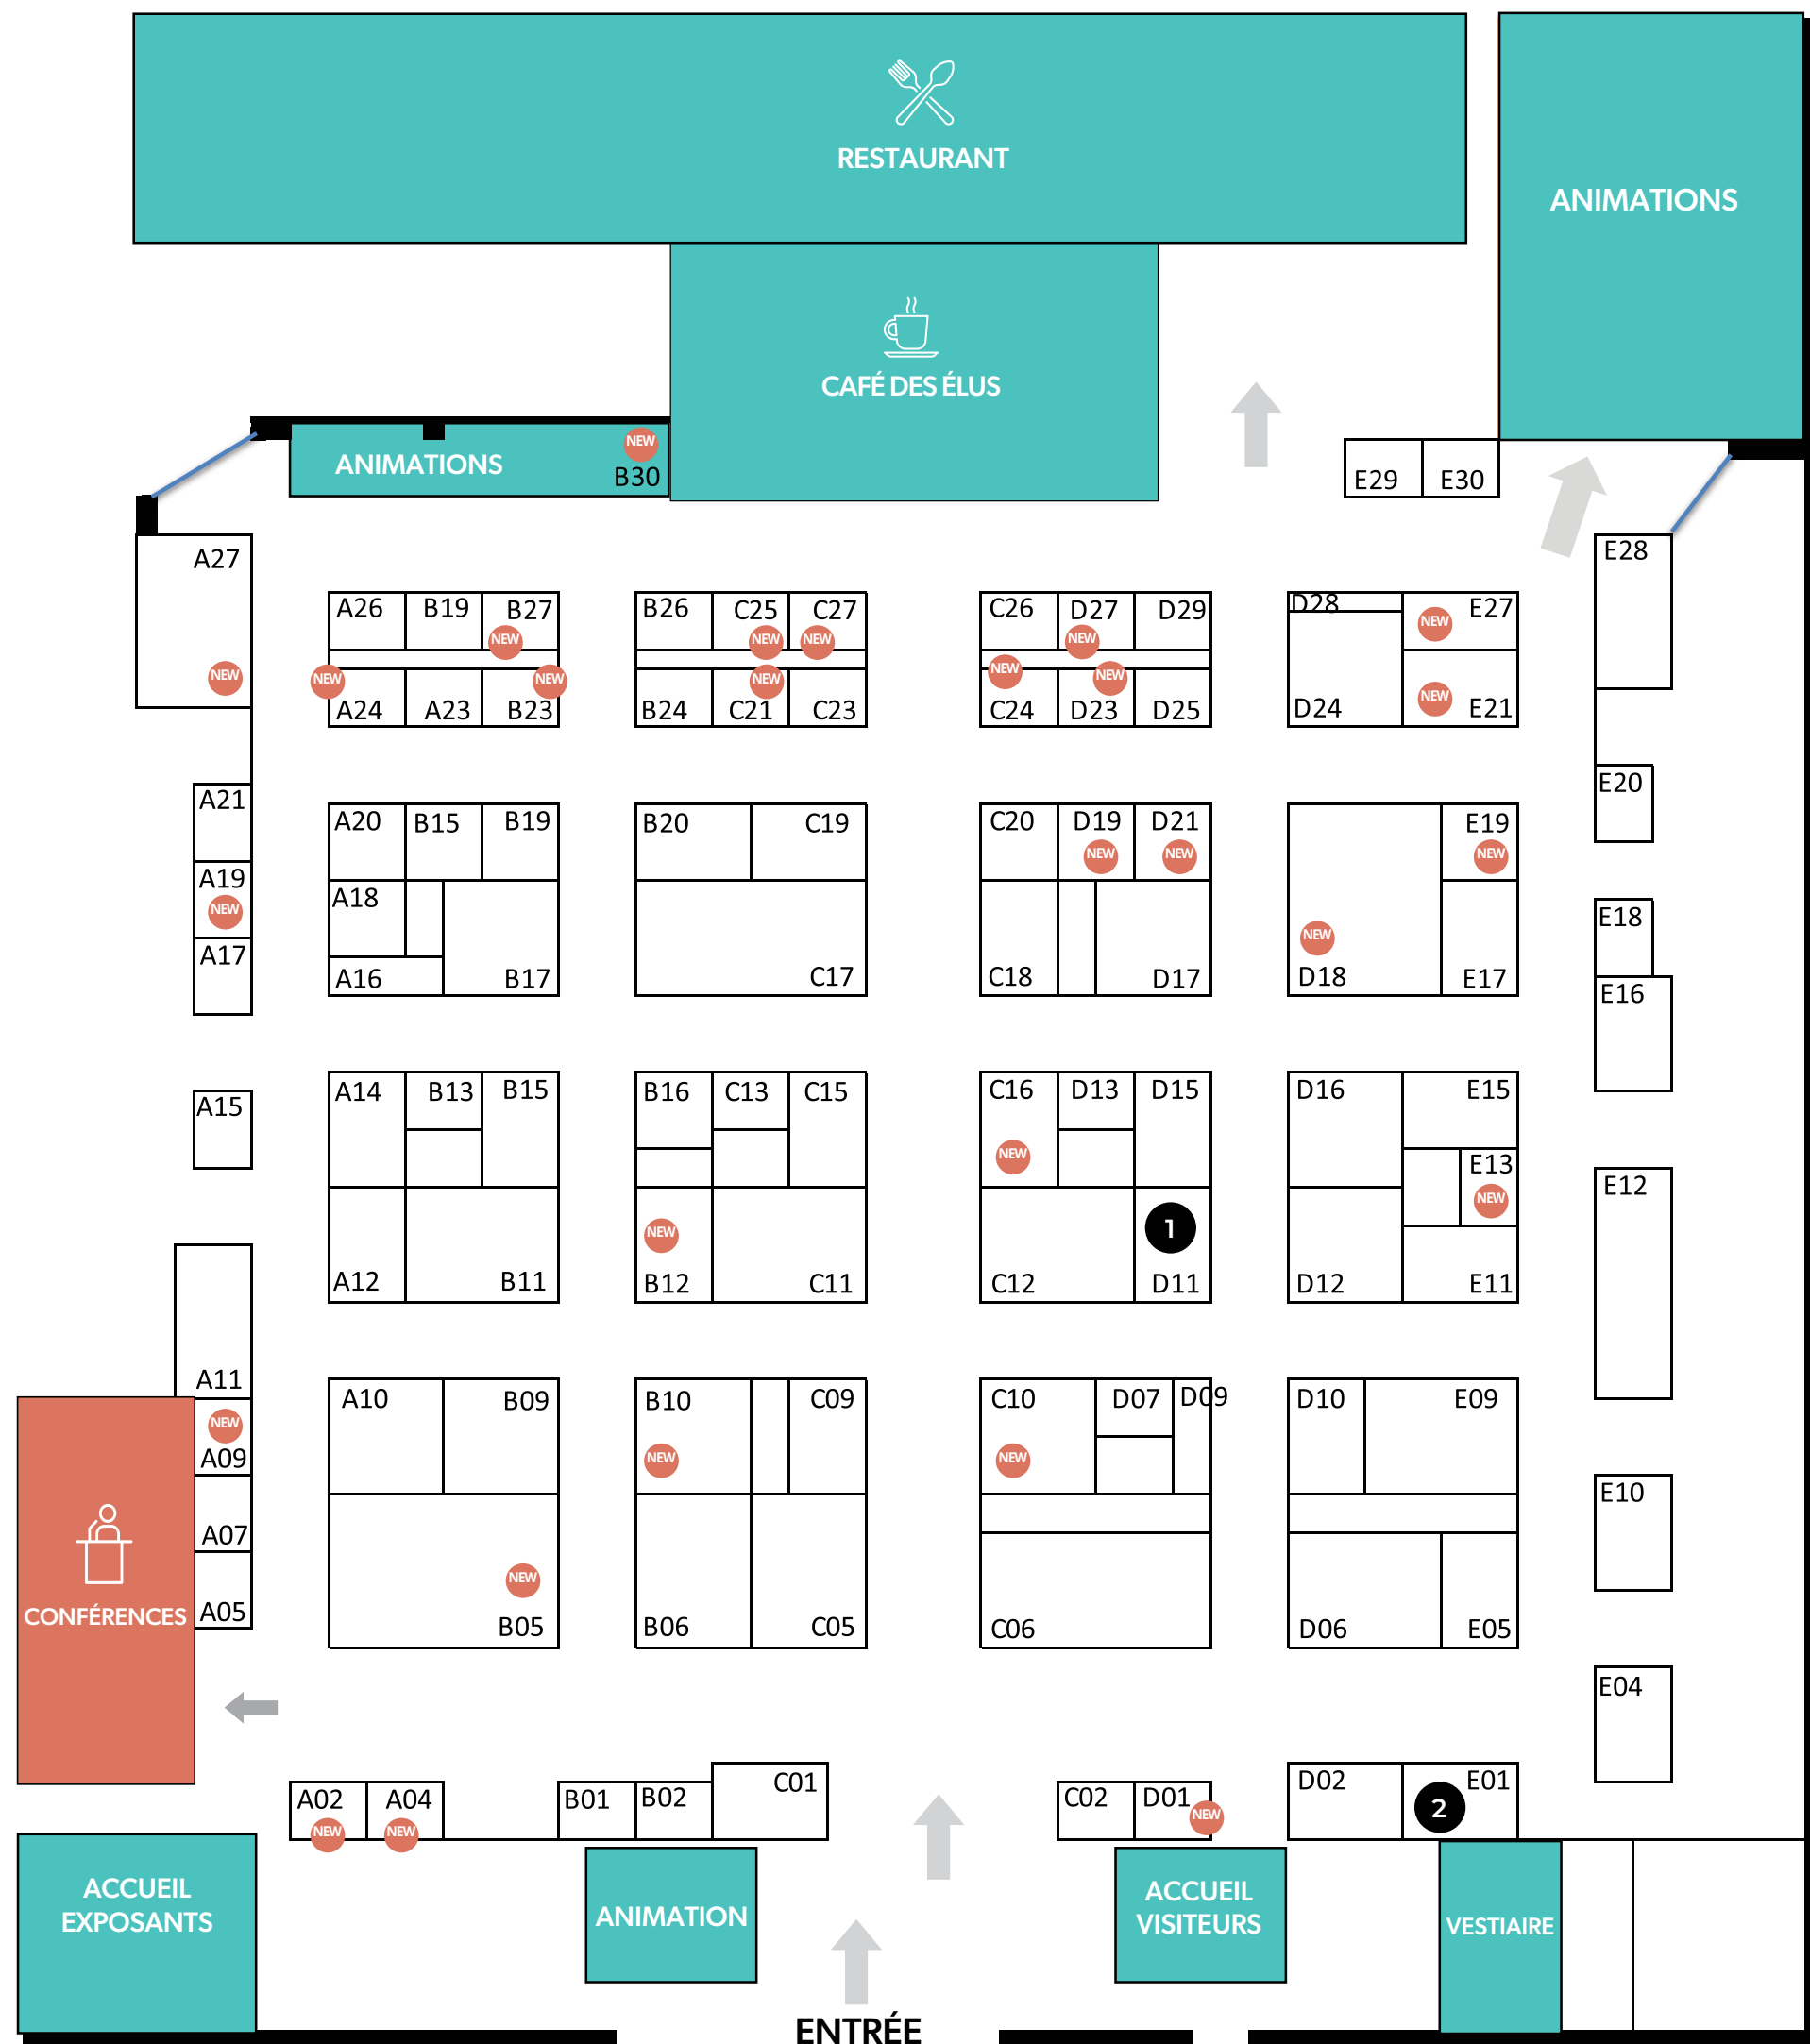 RESTAURANT
ANIMATIONS
CAFÉ DES ÉLUS
ANIMATIONS
NEW
B30
E29 E30
A27
NEW
E28
A26 B19 B27
NEW
B26 C25 C27
NEW NEW
C26 D27 D29
NEW
D28 E27
NEW
NEW NEW
A24 A23 B23
NEW
B24 C21 C23
NEW NEW
C24 D23 D25
NEW
D24 E21
A21
E20
A20 B15 B19
B20 C19
C20 D19 D21
NEW NEW
E19
NEW
A19
NEW
A18
E18
A17
NEW
A16 B17
C17
C18 D17
D18 E17
E16
A15
A14 B13 B15
B16 C13 C15
C16 D13 D15
NEW
D16 E15
E13
NEW
E12
NEW
1
A12 B11
B12 C11
C12 D11
D12 E11
A11
A10 B09
B10 C09
NEW
C10 D07 D09
NEW
D10 E09
NEW
A09
E10
A07
CONFÉRENCES
A05
NEW
B05
B06 C05
C06
D06 E05
E04
A02 A04
NEW NEW
B01 B02 C01
C02 D01
NEW
D02 E01
2
ACCUEIL
EXPOSANTS
ANIMATION
ACCUEIL
VISITEURS
VESTIAIRE
ENTRÉE